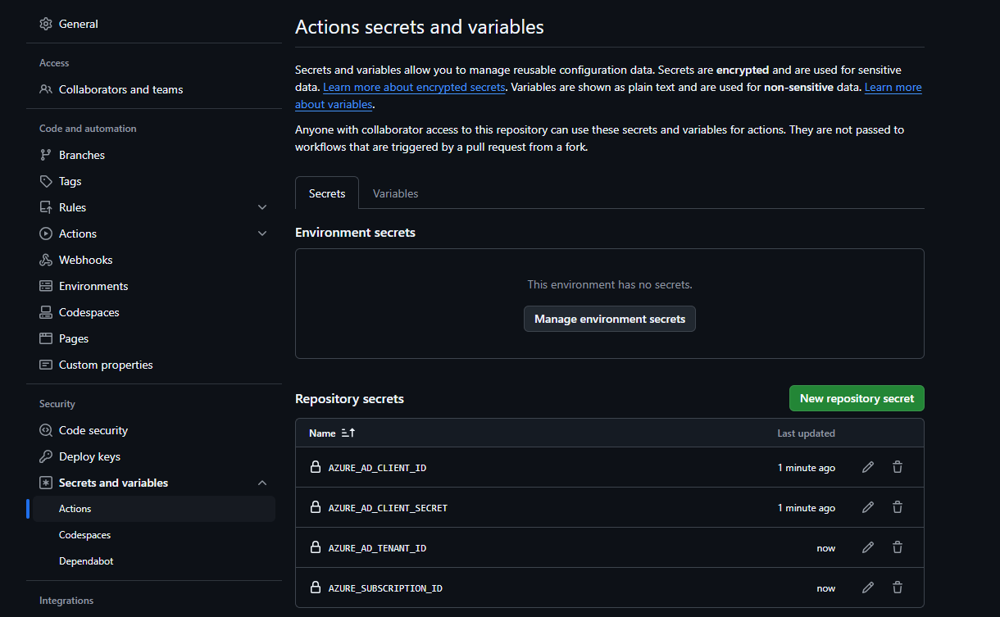 General
Access
Collaborators and teams
Code and automation
Branches
Tags
Rules
Actions
Webhooks
Environments
Codespaces
Pages
Custom properties
Security
Code security
Deploy keys
Secrets and variables
Actions
Codespaces
Dependabot
Integrations
Actions secrets and variables
Secrets and variables allow you to manage reusable configuration data. Secrets are encrypted and are used for sensitive
data. Learn more about encrypted secrets. Variables are shown as plain text and are used for non-sensitive data. Learn more
about variables.
Anyone with collaborator access to this repository can use these secrets and variables for actions. They are not passed to
workflows that are triggered by a pull request from a fork.
Secrets Variables
Environment secrets
This environment has no secrets.
Manage environment secrets
Repository secrets New repository secret
Name Last updated
AZURE_AD_CLIENT_ID 1 minute ago
AZURE_AD_CLIENT_SECRET 1 minute ago
AZURE_AD_TENANT_ID now
AZURE_SUBSCRIPTION_ID now